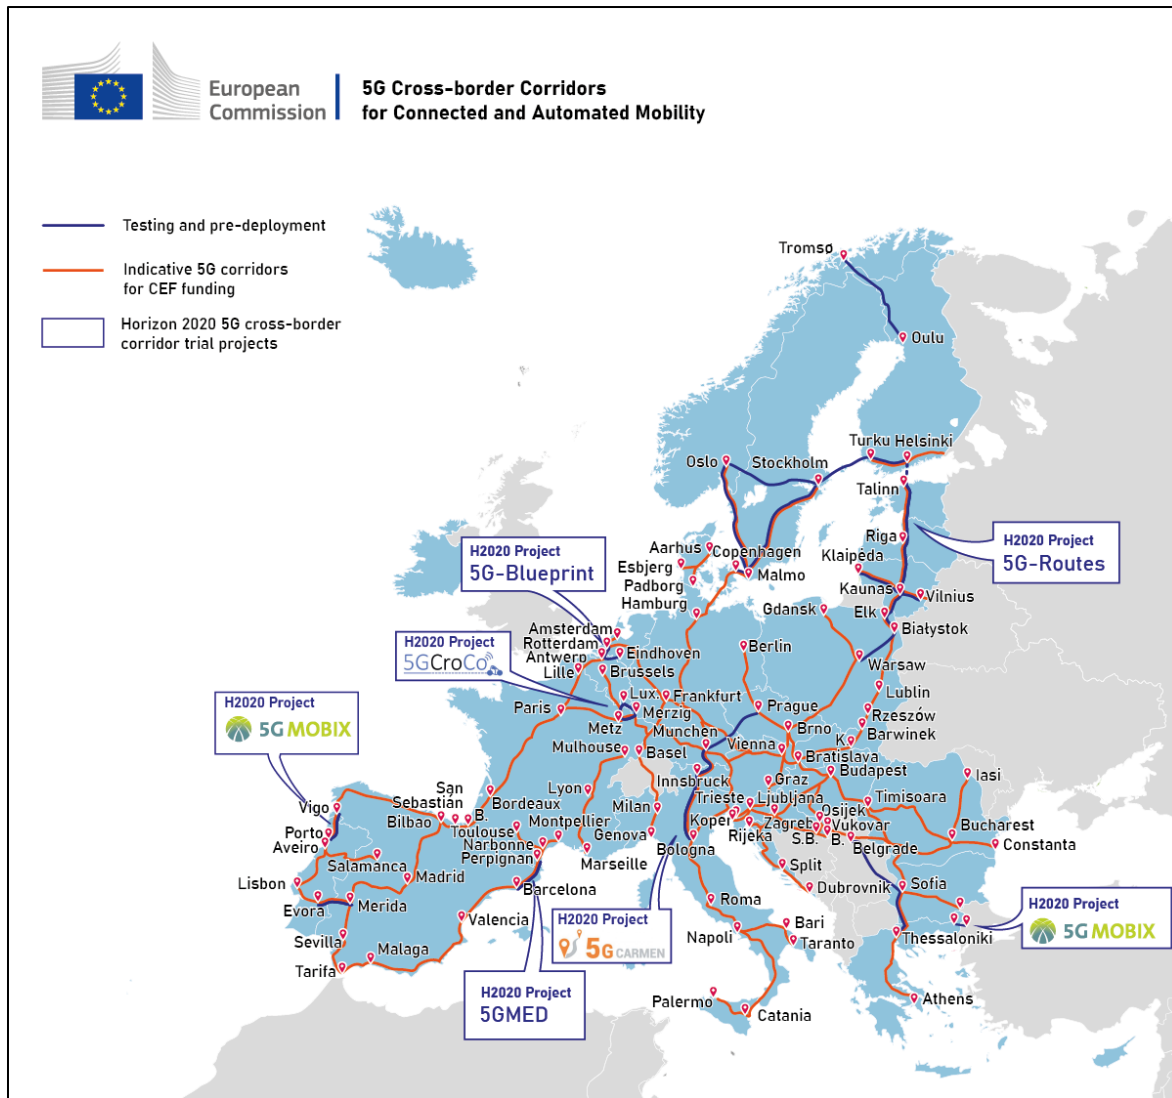 European
Commission
5G Cross-border Corridors
for Connected and Automated Mobility
Testing and pre-deployment
Indicative 5G corridors
for CEF funding
Horizon 2020 5G cross-border
corridor trial projects
Tromsø
Oulu
Turku Helsinki
Oslo
Stockholm
Talinn
Riga
H2020 Project
5G-Routes
Klaipėda
Kaunas
Vilnius
Aarhus
Copenhagen
Esbjerg
Padborg
Malmo
Hamburg
H2020 Project
5G-Blueprint
Gdansk
Elk
Białystok
Amsterdam
Rotterdam
Antwerp
Eindhoven
Lille
Brussels
Berlin
Warsaw
H2020 Project
5GCroCo
Lux.
Frankfurt
Merzig
Metz
Paris
Prague
Lublin
Rzeszów
Barwinek
K.
Brno
Munchen
Vienna
Mulhouse
Basel
Bratislava
Budapest
H2020 Project
5G MOBIX
Innsbruck
Graz
Iasi
Lyon
Milan
Trieste
Ljubljana
Timisoara
San
Sebastián
Bilbao
B.
Bordeaux
Vigo
Porto
Aveiro
Toulouse
Montpellier
Narbonne
Perpignan
Genova
Koper
Rijeka
Zagreb
Osijek
Vukovar
S.B.
B.
Belgrade
Bucharest
Constanta
Marseille
Bologna
Salamanca
Madrid
Split
Dubrovnik
Sofia
Lisbon
Evora
Merida
Barcelona
Roma
Valencia
Bari
Sevilla
Malaga
Tarifa
Napoli
Taranto
Thessaloniki
H2020 Project
5G CARMEN
H2020 Project
5G MOBIX
H2020 Project
5GMED
Palermo
Catania
Athens